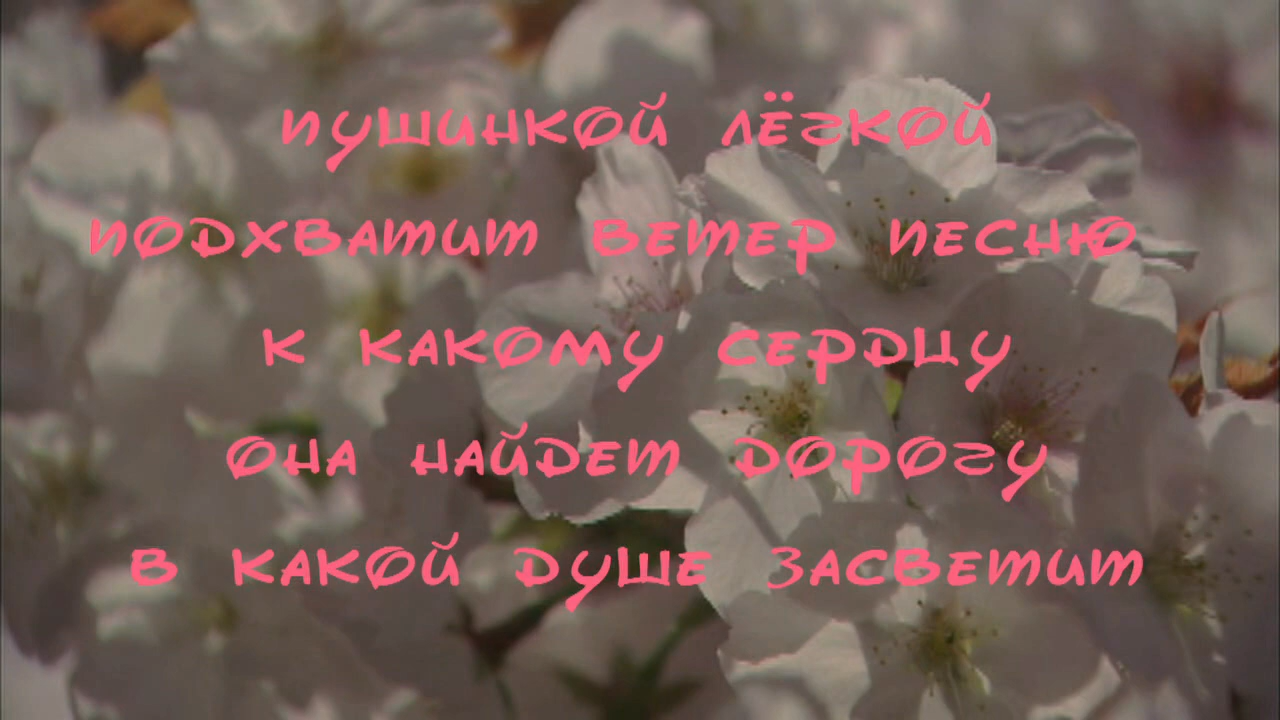 Пушинкой лёгкой
подхватит ветер песню
к какому сердцу
она найдет дорогу
в какой душе засветит